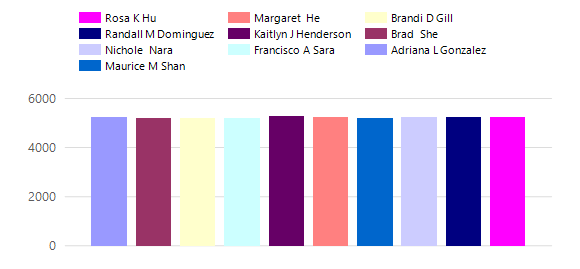 Rosa K Hu Margaret  He Brandi D Gill
Randall M Dominguez Kaitlyn J Henderson Brad  She
Nichole  Nara Francisco A Sara Adriana L Gonzalez
Maurice M Shan
6000
4000
2000
0